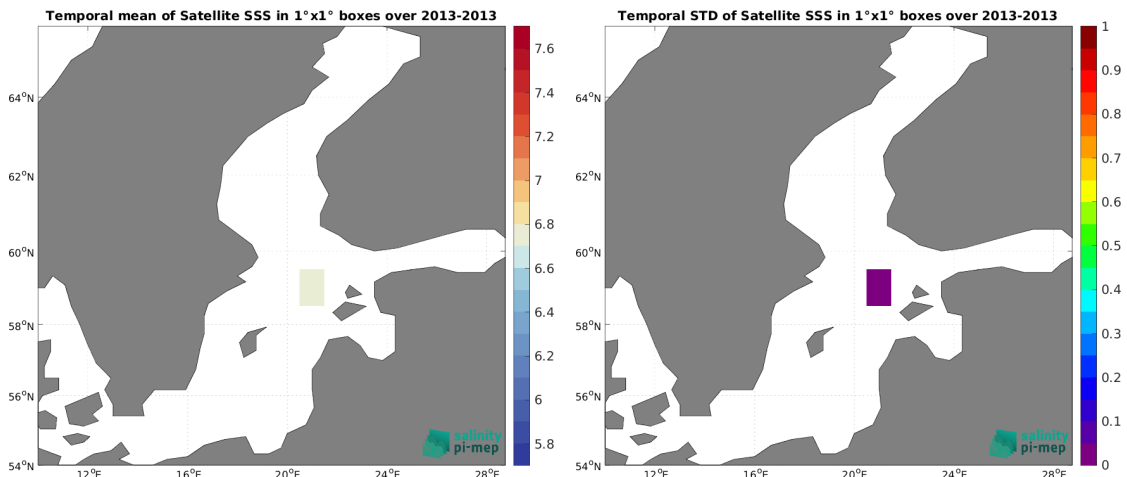 Temporal mean of Satellite SSS in 1°x1° boxes over 2013-2013
64°N
62°N
60°N
58°N
56°N
54°N
12°E
16°E
20°E
24°E
28°E
7.6
7.4
7.2
7
6.8
6.6
6.4
6.2
6
5.8
salinity
pi-mep
Temporal STD of Satellite SSS in 1°x1° boxes over 2013-2013
64°N
62°N
60°N
58°N
56°N
54°N
12°E
16°E
20°E
24°E
28°E
1
0.9
0.8
0.7
0.6
0.5
0.4
0.3
0.2
0.1
0
salinity
pi-mep